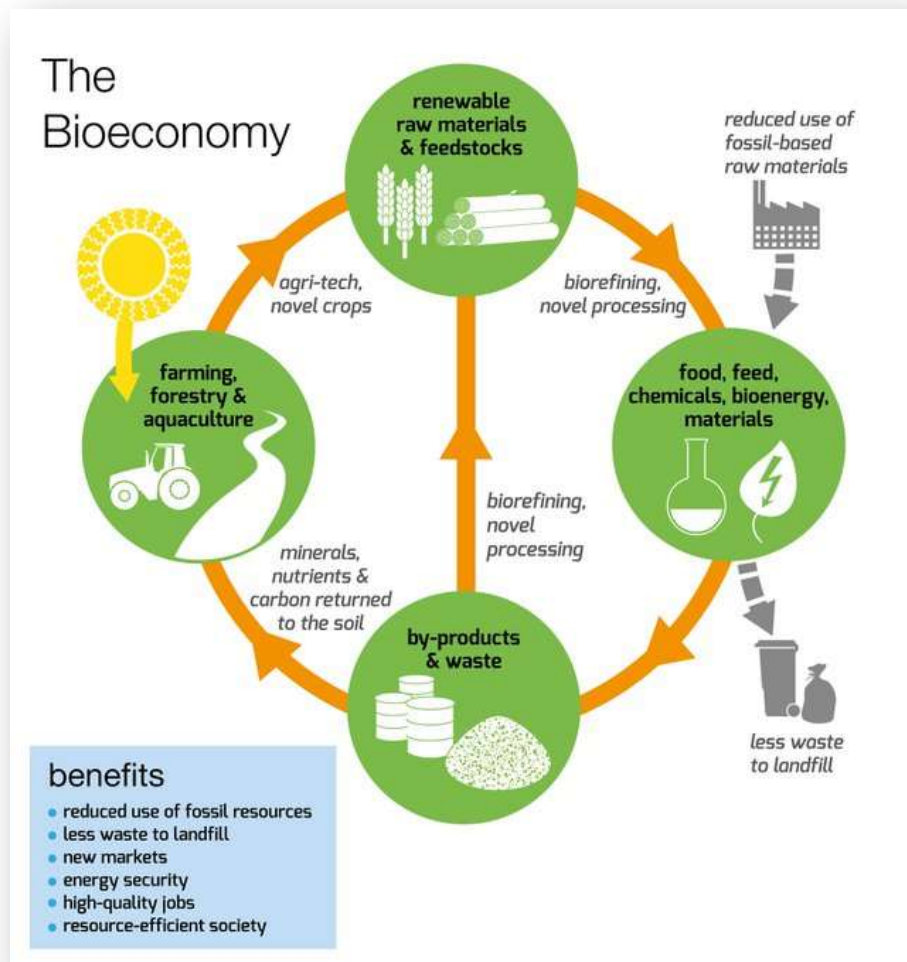 The
Bioeconomy
renewable
raw materials
& feedstocks
reduced use of
fossil-based
raw materials
agri-tech,
novel crops
biorefining,
novel processing
farming,
forestry &
aquaculture
food, feed,
chemicals, bioenergy,
materials
biorefining,
novel
processing
minerals,
nutrients &
carbon returned
to the soil
by-products
& waste
less waste
to landfill
benefits
• reduced use of fossil resources
• less waste to landfill
• new markets
• energy security
• high-quality jobs
• resource-efficient society